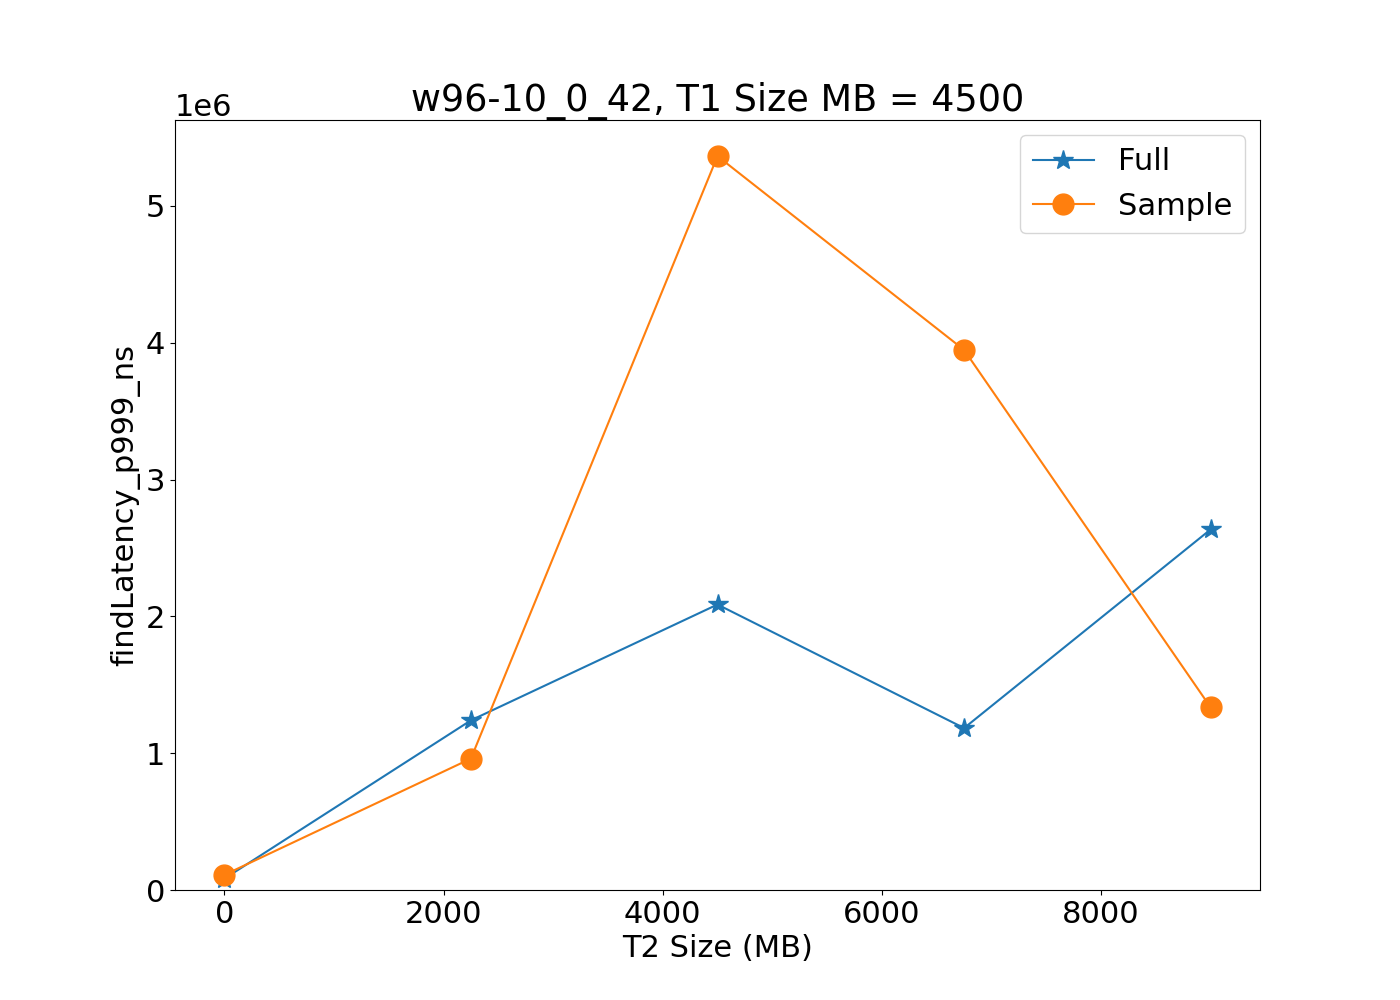 w96-10_0_42, T1 Size MB = 4500
1e6
Full
Sample
findLatency_p999_ns
5
4
3
2
1
0
0 2000 4000 6000 8000
T2 Size (MB)